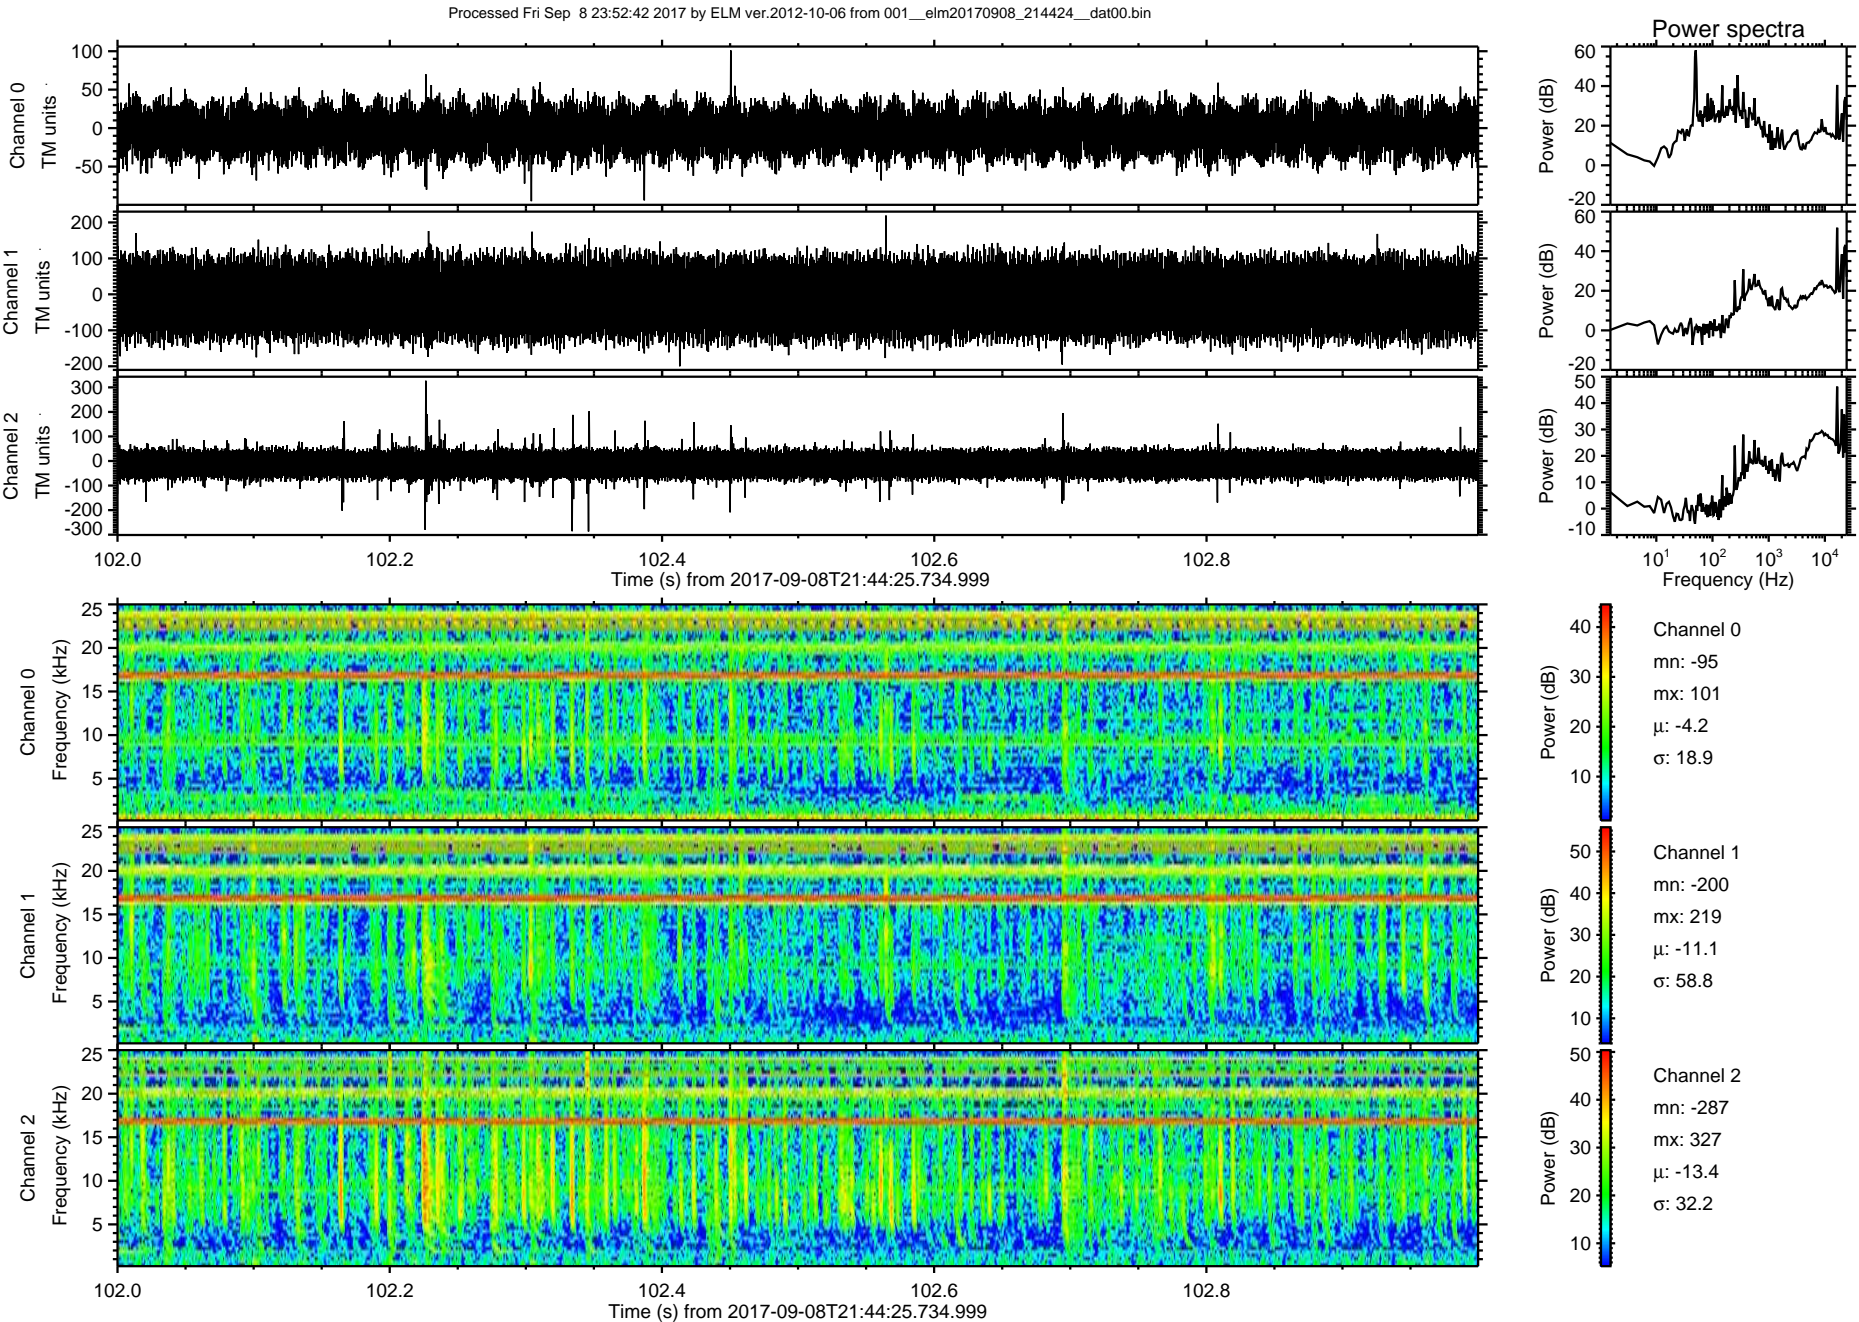 Processed Fri Sep  8 23:52:42 2017 by ELM ver.2012-10-06 from 001__elm20170908_214424__dat00.bin
Power spectra
Channel 0
TM units
100
50
0
-50
Power (dB)
60
40
20
0
-20
Channel 1
TM units
200
100
0
-100
-200
Power (dB)
60
40
20
0
-20
Channel 2
TM units
300
200
100
0
-100
-200
-300
Power (dB)
50
40
30
20
10
0
-10
102.0 102.2 102.4 102.6 102.8
Time (s) from 2017-09-08T21:44:25.734.999
10^1 10^2 10^3 10^4
Frequency (Hz)
Channel 0
Frequency (kHz)
25
20
15
10
5
Power (dB)
40
30
20
10
Channel 0
mn: -95
mx: 101
μ: -4.2
σ: 18.9
Channel 1
Frequency (kHz)
25
20
15
10
5
Power (dB)
50
40
30
20
10
Channel 1
mn: -200
mx: 219
μ: -11.1
σ: 58.8
Channel 2
Frequency (kHz)
25
20
15
10
5
Power (dB)
50
40
30
20
10
Channel 2
mn: -287
mx: 327
μ: -13.4
σ: 32.2
102.0 102.2 102.4 102.6 102.8
Time (s) from 2017-09-08T21:44:25.734.999